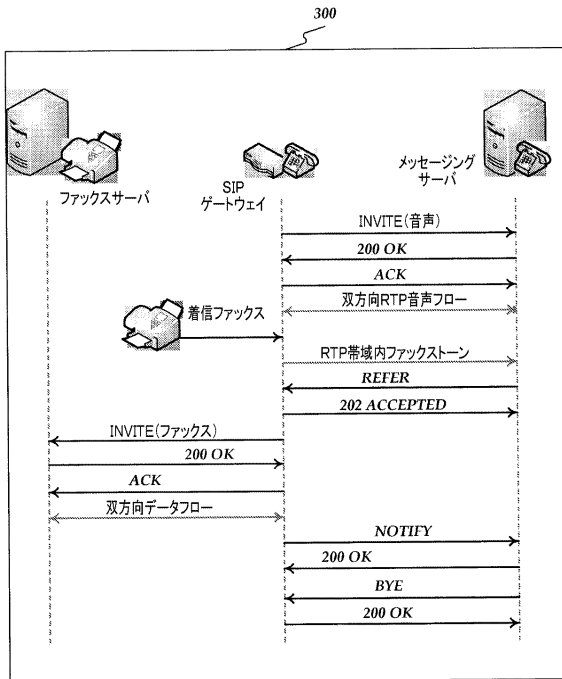 300
ファックスサーバ
SIP
ゲートウェイ
メッセージング
サーバ
INVITE(音声)
200 OK
ACK
双方向RTP音声フロー
着信ファックス
RTP帯域内ファックストーン
REFER
202 ACCEPTED
INVITE(ファックス)
200 OK
ACK
双方向データフロー
NOTIFY
200 OK
BYE
200 OK